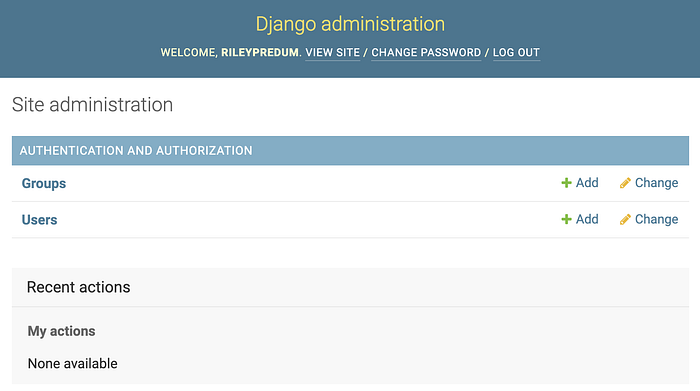 Django administration
WELCOME, RILEYPREDUM. VIEW SITE / CHANGE PASSWORD / LOG OUT
Site administration
AUTHENTICATION AND AUTHORIZATION
Groups Add Change
Users Add Change
Recent actions
My actions
None available